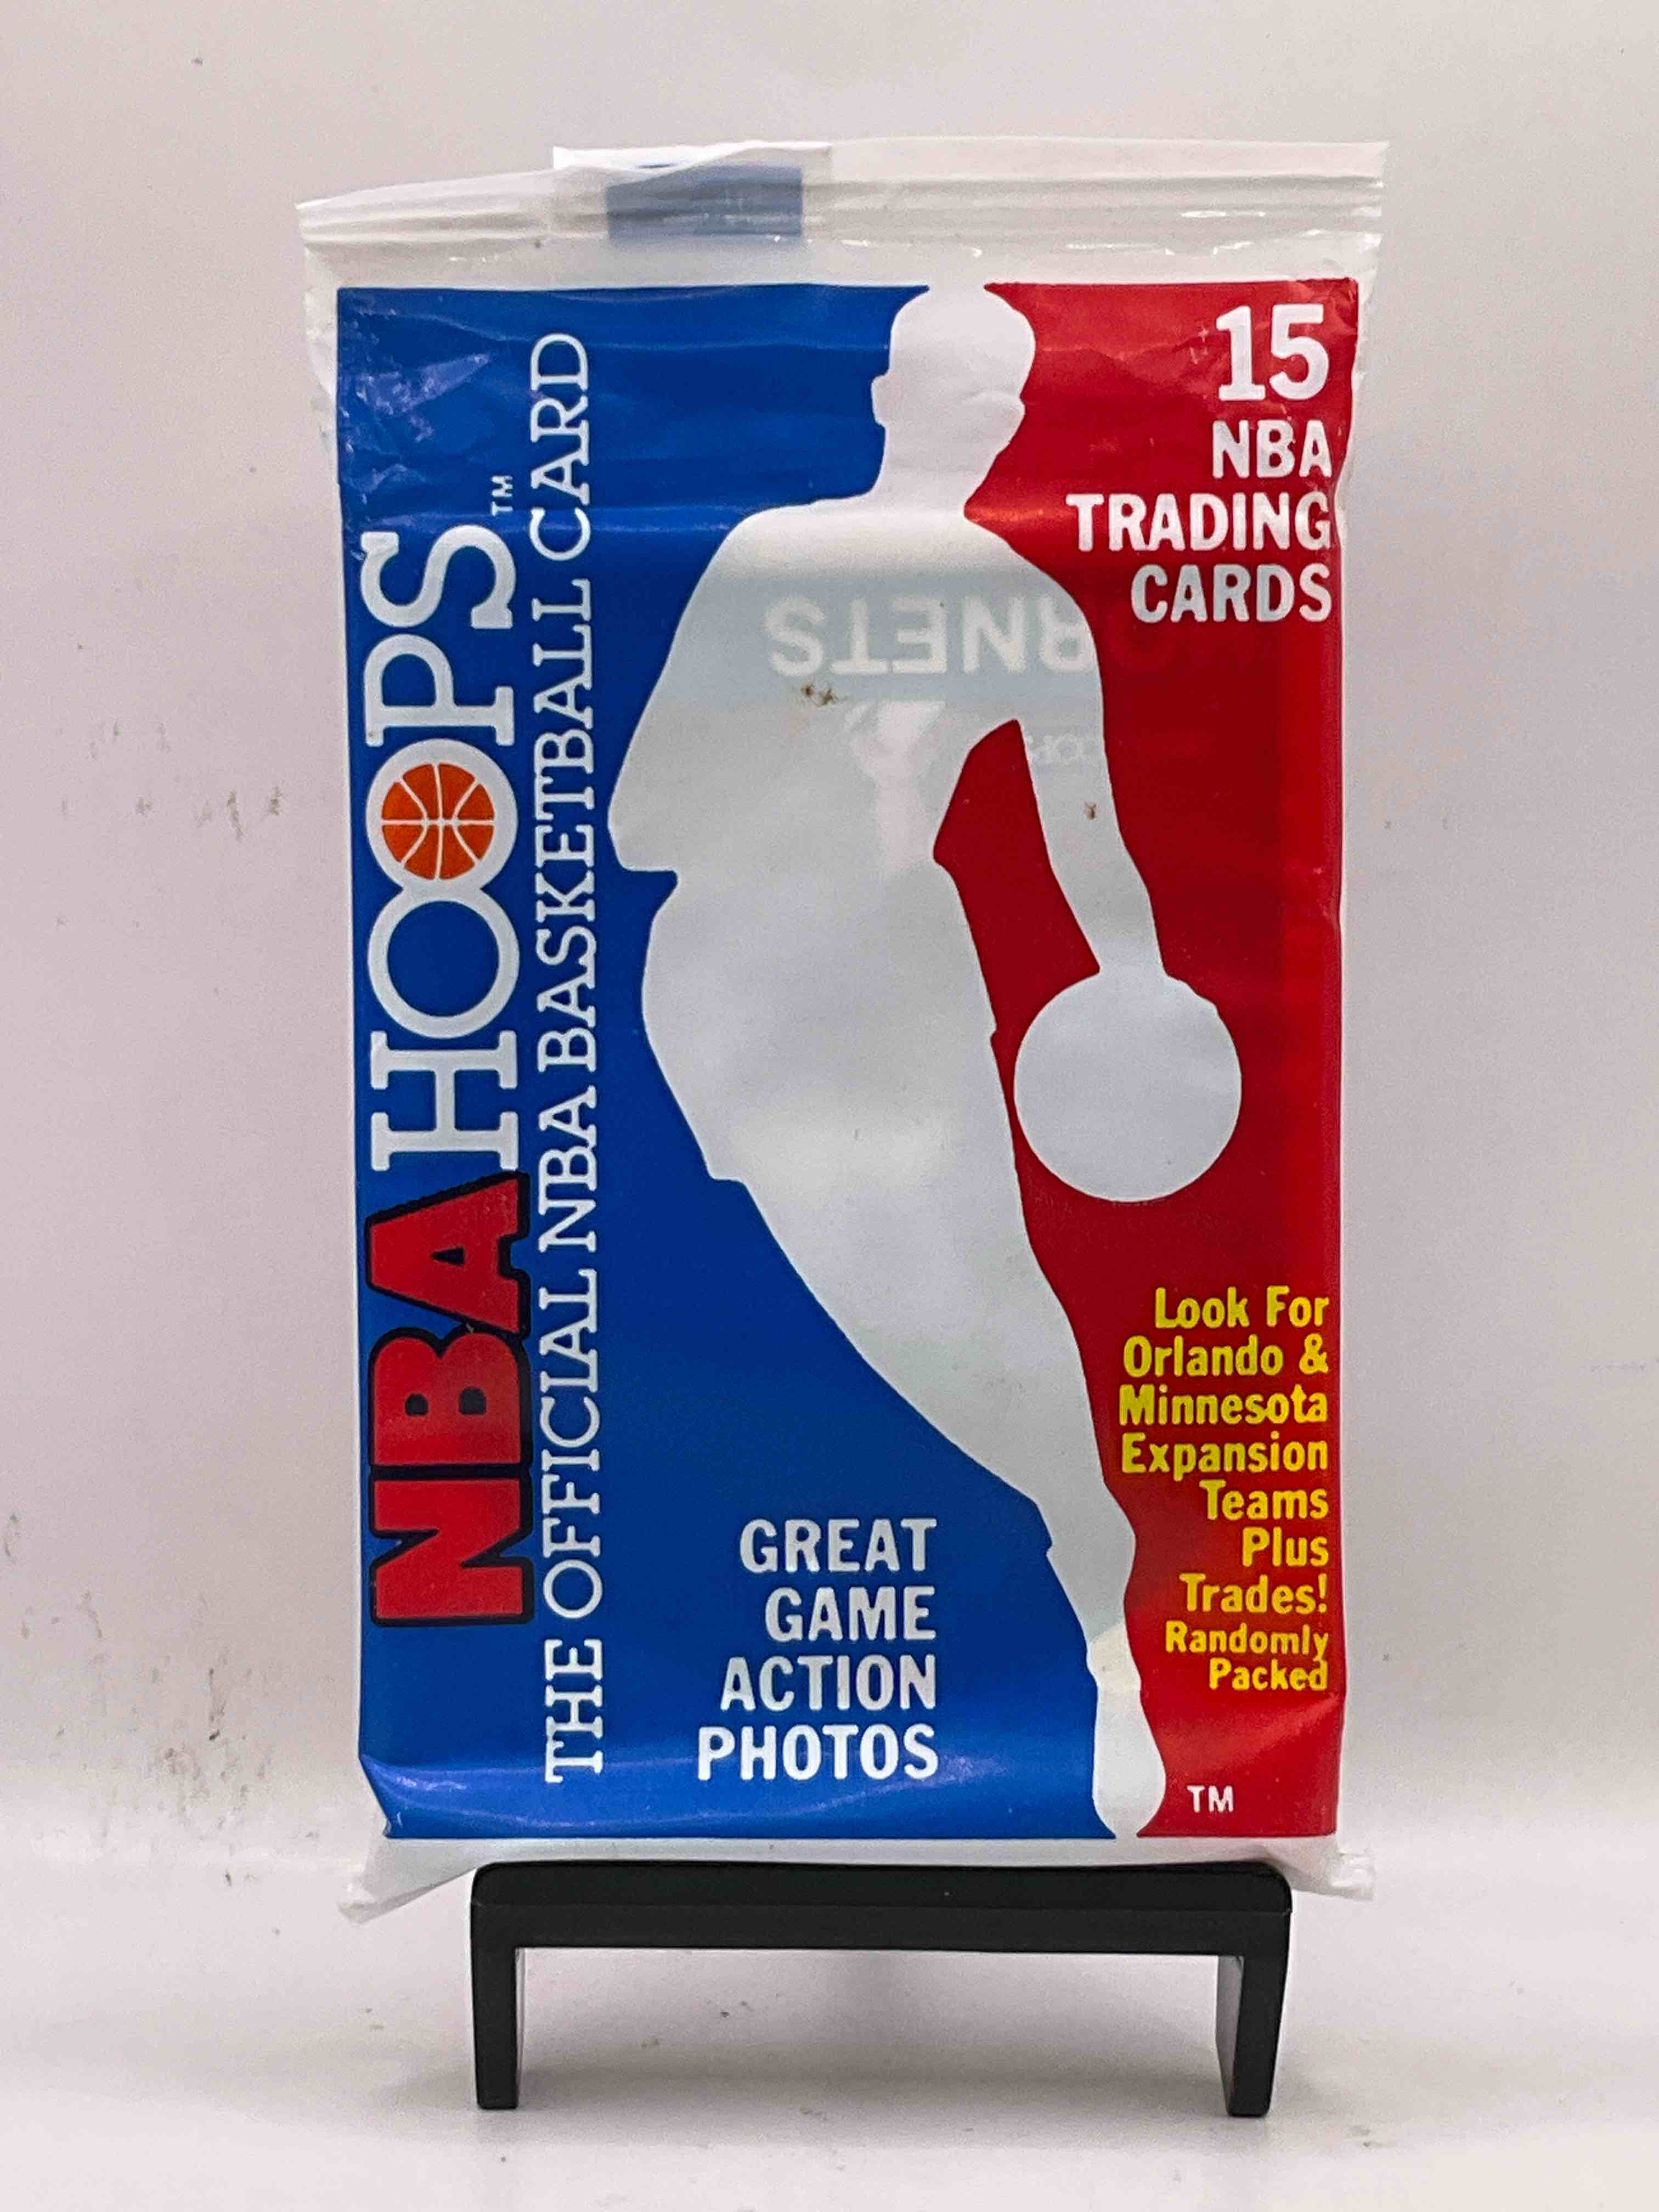 NBA HOOPS™
THE OFFICIAL NBA BASKETBALL CARD
15
NBA
TRADING
CARDS
RNETS
Look For
Orlando &
Minnesota
Expansion
Teams
Plus
Trades!
Randomly
Packed
GREAT
GAME
ACTION
PHOTOS
TM